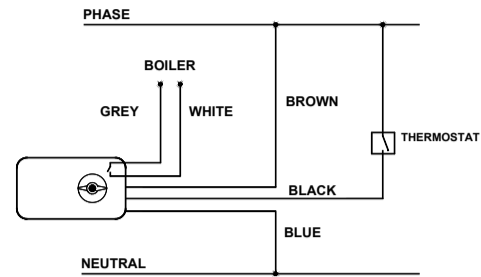 PHASE
BOILER
GREY
WHITE
BROWN
THERMOSTAT
BLACK
BLUE
NEUTRAL